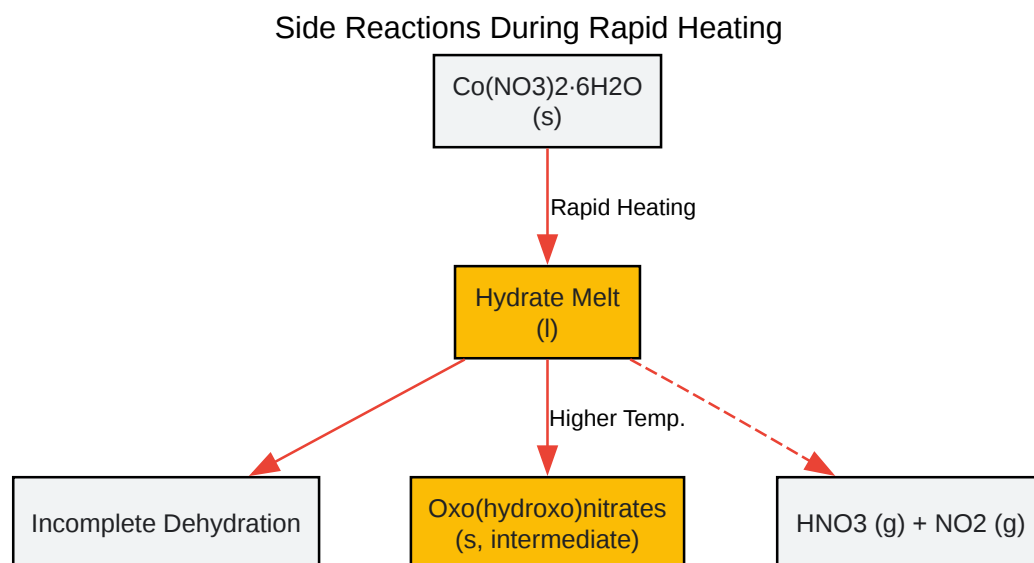 Side Reactions During Rapid Heating
Co(NO3)2·6H2O
(s)
Rapid Heating
Hydrate Melt
(l)
Higher Temp.
Incomplete Dehydration
Oxo(hydroxo)nitrates
(s, intermediate)
HNO3 (g) + NO2 (g)